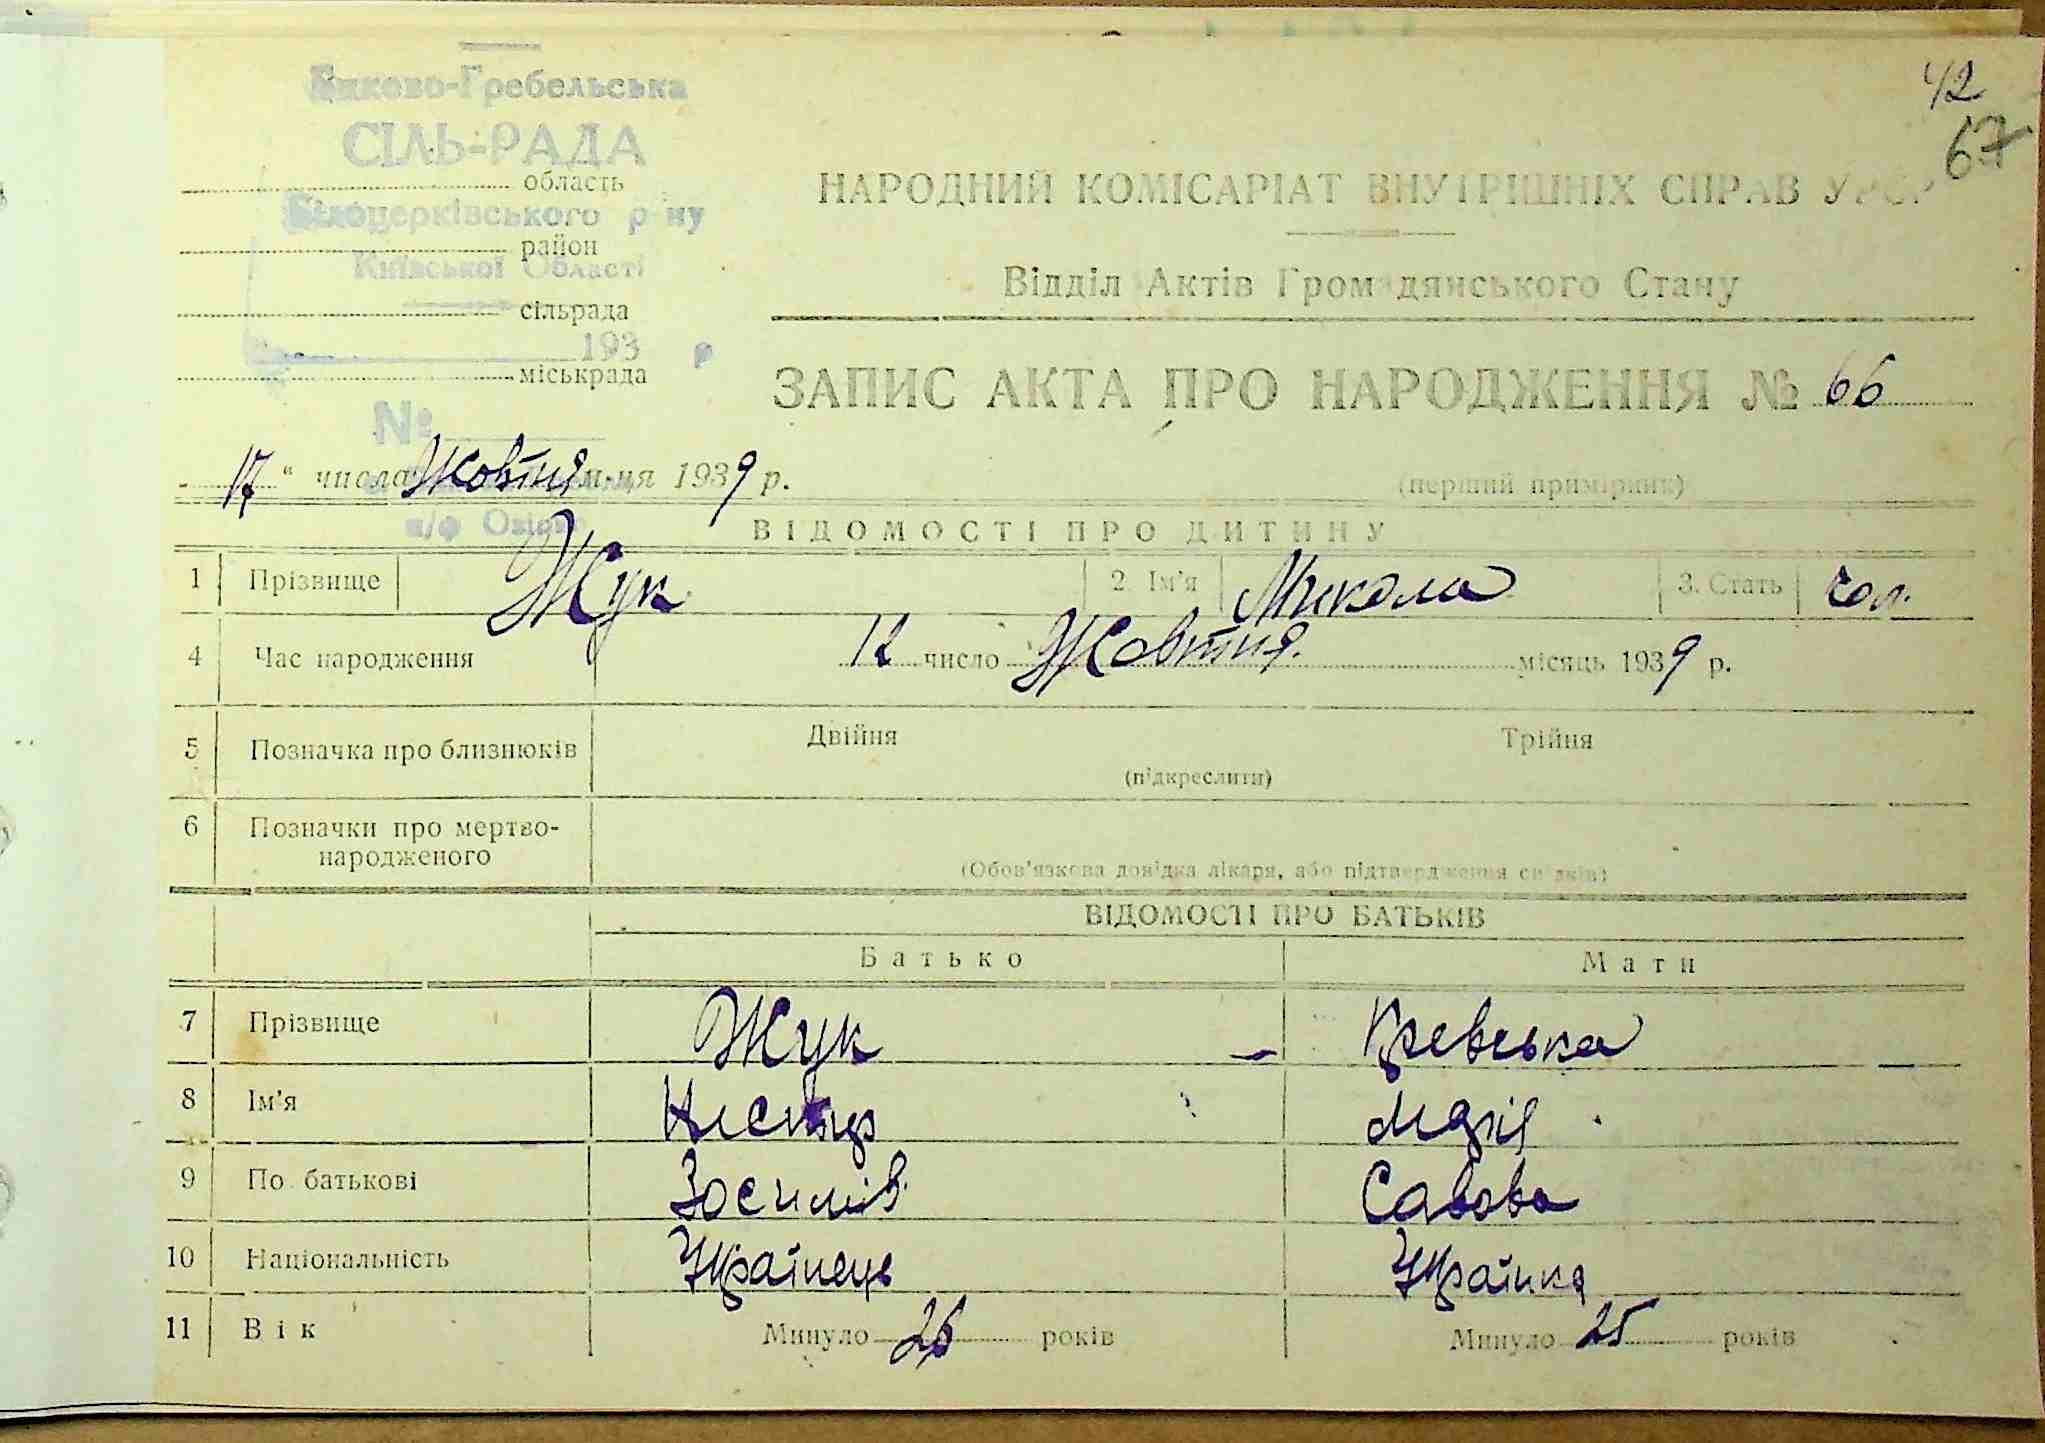 42
67
Биково-Гребельська
СІЛЬ-РАДА
область
Білоцерківського р ну
район
Київської Області
сільрада
193 р
міськрада
№
п/ф
НАРОДНИЙ КОМІСАРІАТ ВНУТРІШНІХ СПРАВ УРСР
Відділ Актів Громадянського Стану
ЗАПИС АКТА ПРО НАРОДЖЕННЯ № 66
17 " числа Жовтня м-ця 1939 р.
(перший примірник)
ВІДОМОСТІ ПРО ДИТИНУ
1 Прізвище Жук 2. Ім'я Микола 3. Стать чол.
4 Час народження 12 число Жовтня місяць 1939 р.
5 Позначка про близнюків Двійня Трійня
(підкреслити)
6 Позначки про мертво-
народженого
(Обов'язкова довідка лікаря, або підтвердження свідків)
ВІДОМОСТІ ПРО БАТЬКІВ
Батько Мати
7 Прізвище Жук
8 Ім'я Нестер Марія
9 По батькові Зосимів. Савова
10 Національність Українець Українка
11 Вік Минуло 26 років Минуло 25 років